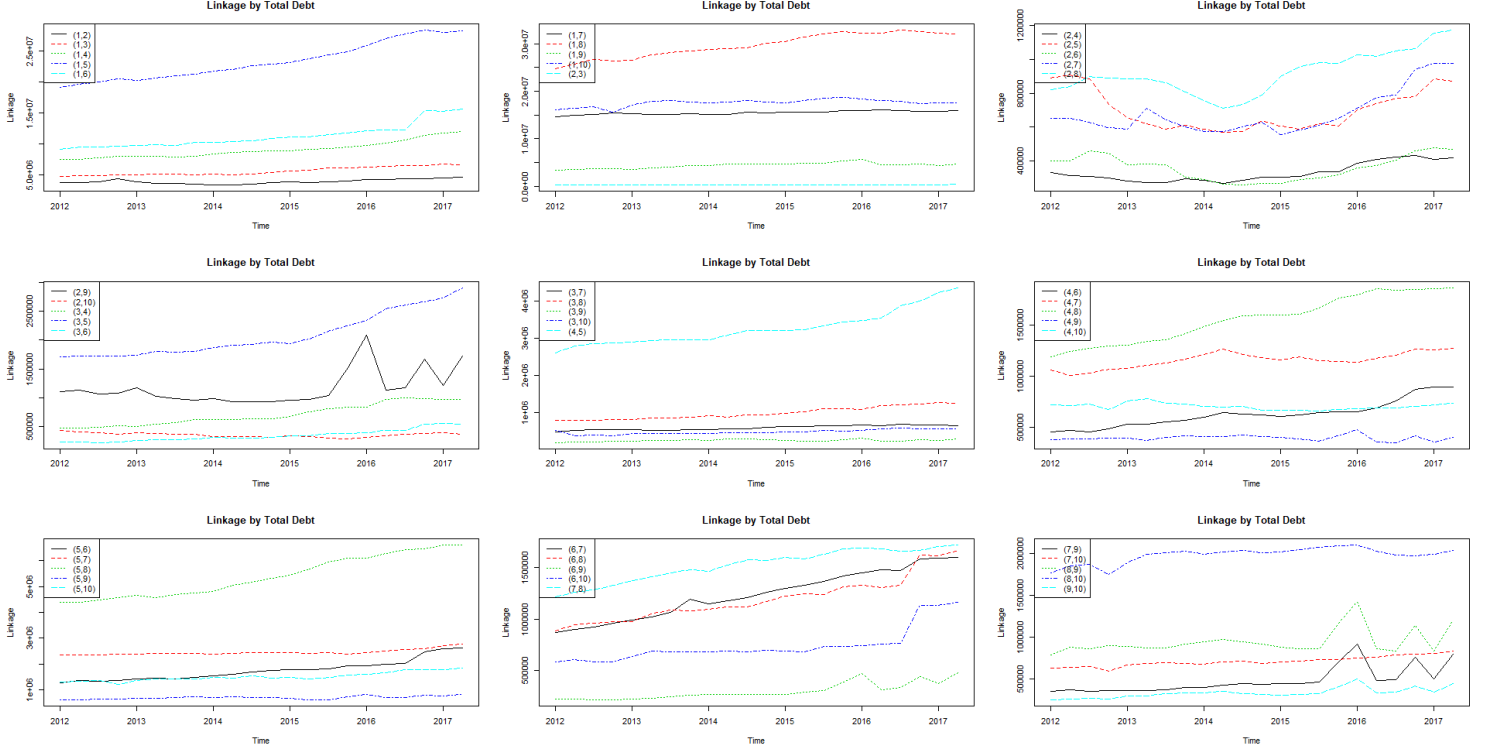 Linkage by Total Debt
Linkage
2.5e+07
1.5e+07
5.0e+06
(1,2)
(1,3)
(1,4)
(1,5)
(1,6)
2012 2013 2014 2015 2016 2017
Time
Linkage by Total Debt
Linkage
3.0e+07
2.0e+07
1.0e+07
0.0e+00
(1,7)
(1,8)
(1,9)
(1,10)
(2,3)
2012 2013 2014 2015 2016 2017
Time
Linkage by Total Debt
Linkage
1200000
800000
600000
400000
(2,4)
(2,5)
(2,6)
(2,7)
(2,8)
2012 2013 2014 2015 2016 2017
Time
Linkage by Total Debt
Linkage
2500000
1500000
500000
(2,9)
(2,10)
(3,4)
(3,5)
(3,6)
2012 2013 2014 2015 2016 2017
Time
Linkage by Total Debt
Linkage
4e+06
3e+06
2e+06
1e+06
(3,7)
(3,8)
(3,9)
(3,10)
(4,5)
2012 2013 2014 2015 2016 2017
Time
Linkage by Total Debt
Linkage
1500000
1000000
500000
(4,6)
(4,7)
(4,8)
(4,9)
(4,10)
2012 2013 2014 2015 2016 2017
Time
Linkage by Total Debt
Linkage
5e+06
3e+06
1e+06
(5,6)
(5,7)
(5,8)
(5,9)
(5,10)
2012 2013 2014 2015 2016 2017
Time
Linkage by Total Debt
Linkage
1500000
1000000
500000
(6,7)
(6,8)
(6,9)
(6,10)
(7,8)
2012 2013 2014 2015 2016 2017
Time
Linkage by Total Debt
Linkage
2000000
1500000
1000000
500000
(7,9)
(7,10)
(8,9)
(8,10)
(9,10)
2012 2013 2014 2015 2016 2017
Time